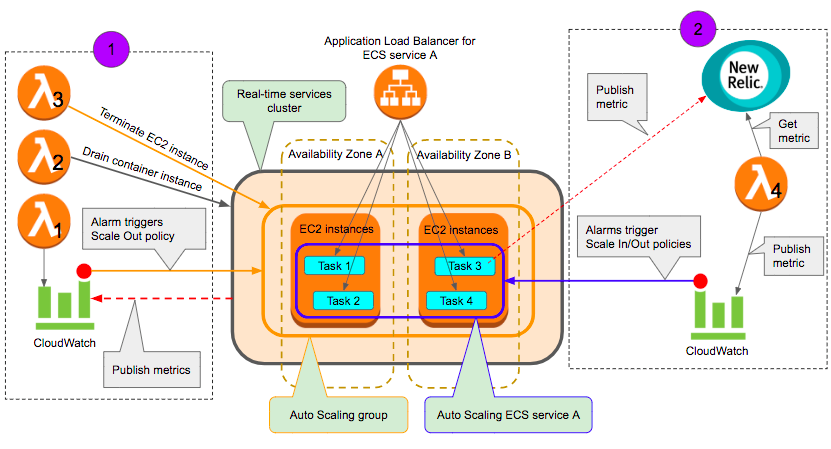 1
2
Application Load Balancer for
ECS service A
New
Relic.
Publish
metric
Get
metric
3
Real-time services
cluster
Terminate EC2 instance
Availability Zone A
Availability Zone B
2
Drain container instance
4
1
Alarm triggers
Scale Out policy
EC2 instances
EC2 instances
Alarms trigger
Scale In/Out policies
Publish
metric
Task 1
Task 3
Task 2
Task 4
CloudWatch
CloudWatch
Publish metrics
Auto Scaling group
Auto Scaling ECS service A